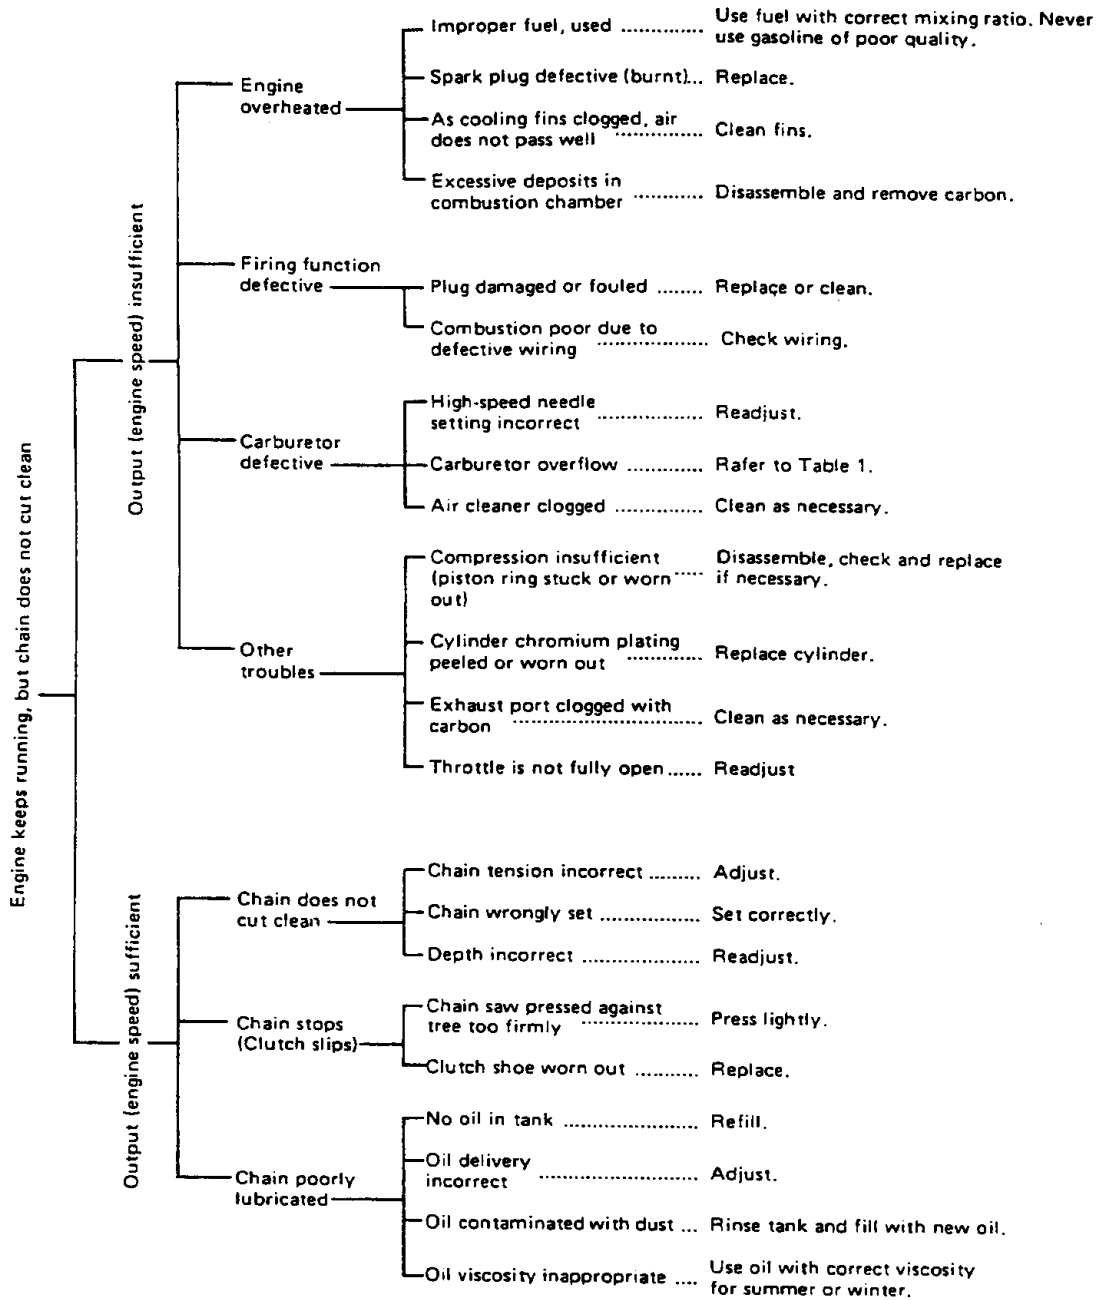 Engine keeps running, but chain does not cut clean
Output (engine speed) insufficient
Engine
overheated
Improper fuel, used .............. Use fuel with correct mixing ratio. Never
use gasoline of poor quality.
Spark plug defective (burnt)... Replace.
As cooling fins clogged, air
does not pass well ............... Clean fins.
Excessive deposits in
combustion chamber ............ Disassemble and remove carbon.
Firing function
defective
Plug damaged or fouled ........ Replace or clean.
Combustion poor due to
defective wiring ................... Check wiring.
Carburetor
defective
High-speed needle
setting incorrect .................. Readjust.
Carburetor overflow ............. Rafer to Table 1.
Air cleaner clogged ............... Clean as necessary.
Other
troubles
Compression insufficient
(piston ring stuck or worn ..... Disassemble, check and replace
out) if necessary.
Cylinder chromium plating
peeled or worn out ............. Replace cylinder.
Exhaust port clogged with
carbon ................................. Clean as necessary.
Throttle is not fully open ...... Readjust
Output (engine speed) sufficient
Chain does not
cut clean
Chain tension incorrect ......... Adjust.
Chain wrongly set ................. Set correctly.
Depth incorrect .................... Readjust.
Chain stops
(Clutch slips)
Chain saw pressed against
tree too firmly .................... Press lightly.
Clutch shoe worn out ........... Replace.
Chain poorly
lubricated
No oil in tank ....................... Refill.
Oil delivery
incorrect ........................... Adjust.
Oil contaminated with dust ... Rinse tank and fill with new oil.
Oil viscosity inappropriate .... Use oil with correct viscosity
for summer or winter.